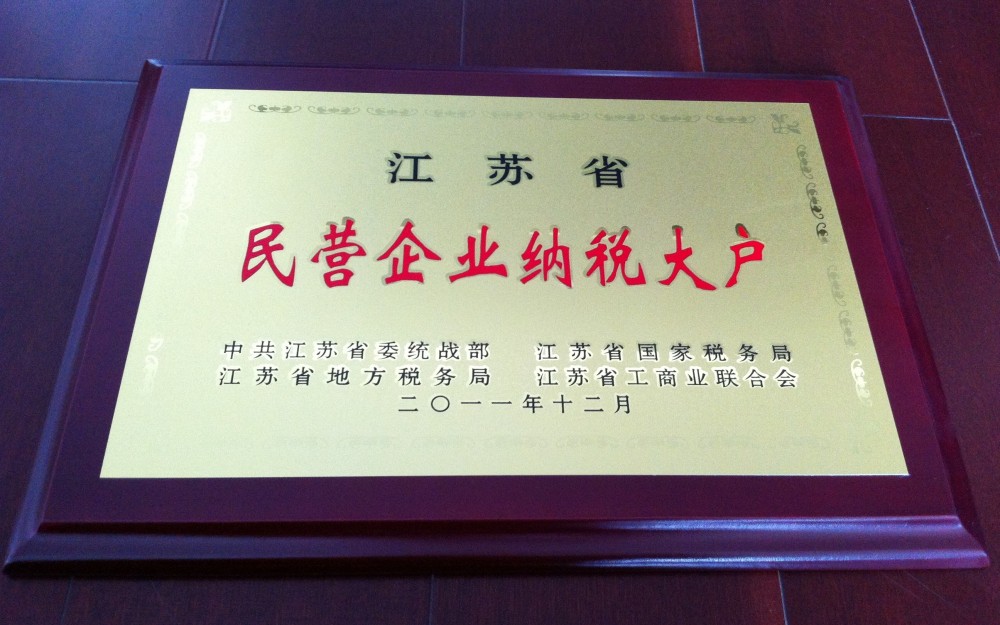 江苏省
民营企业纳税大户
中共江苏省委统战部 江苏省国家税务局
江苏省地方税务局 江苏省工商业联合会
二〇一一年十二月